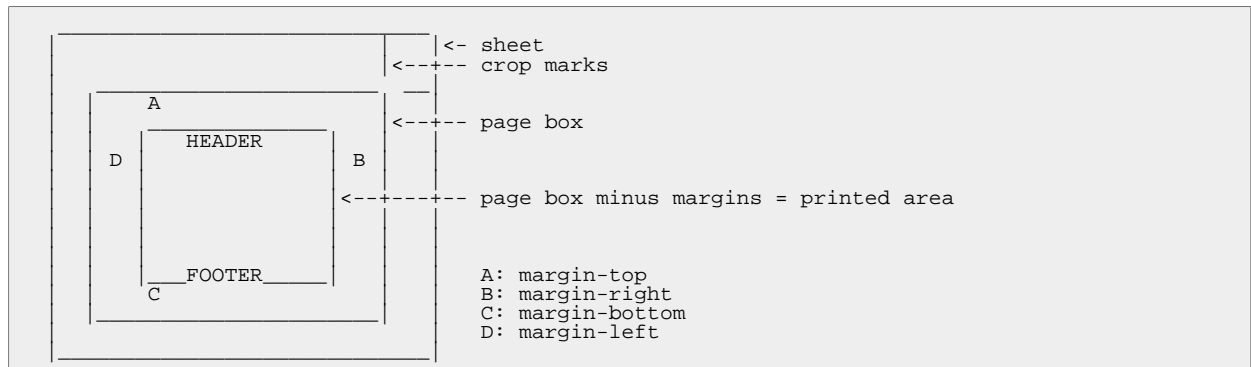 <- sheet
<--+-- crop marks
A
<--+-- page box
HEADER
D B
<--+---+-- page box minus margins = printed area
___FOOTER_____ A: margin-top
C B: margin-right
C: margin-bottom
D: margin-left